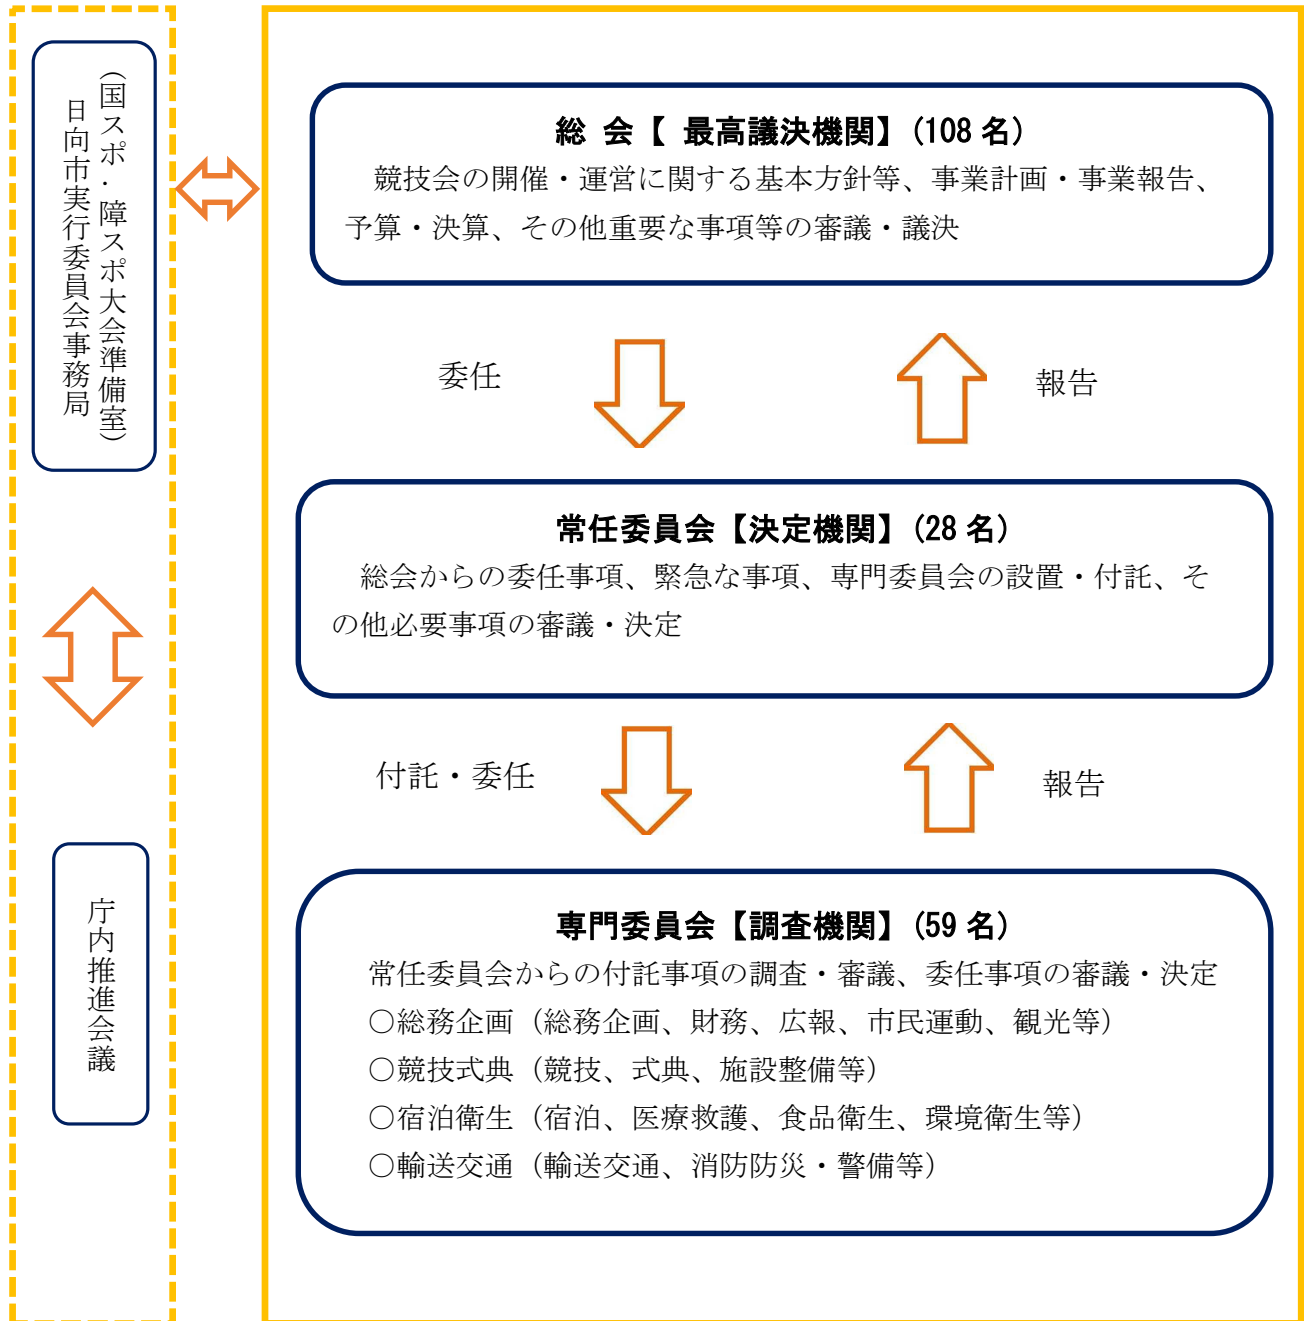 日向市実行委員会事務局
（国スポ・障スポ大会準備室）
庁内推進会議
総 会【 最高議決機関】(108 名)
競技会の開催・運営に関する基本方針等、事業計画・事業報告、
予算・決算、その他重要な事項等の審議・議決
委任
報告
常任委員会【決定機関】(28 名)
総会からの委任事項、緊急な事項、専門委員会の設置・付託、そ
の他必要事項の審議・決定
付託・委任
報告
専門委員会【調査機関】(59 名)
常任委員会からの付託事項の調査・審議、委任事項の審議・決定
○総務企画（総務企画、財務、広報、市民運動、観光等）
○競技式典（競技、式典、施設整備等）
○宿泊衛生（宿泊、医療救護、食品衛生、環境衛生等）
○輸送交通（輸送交通、消防防災・警備等）